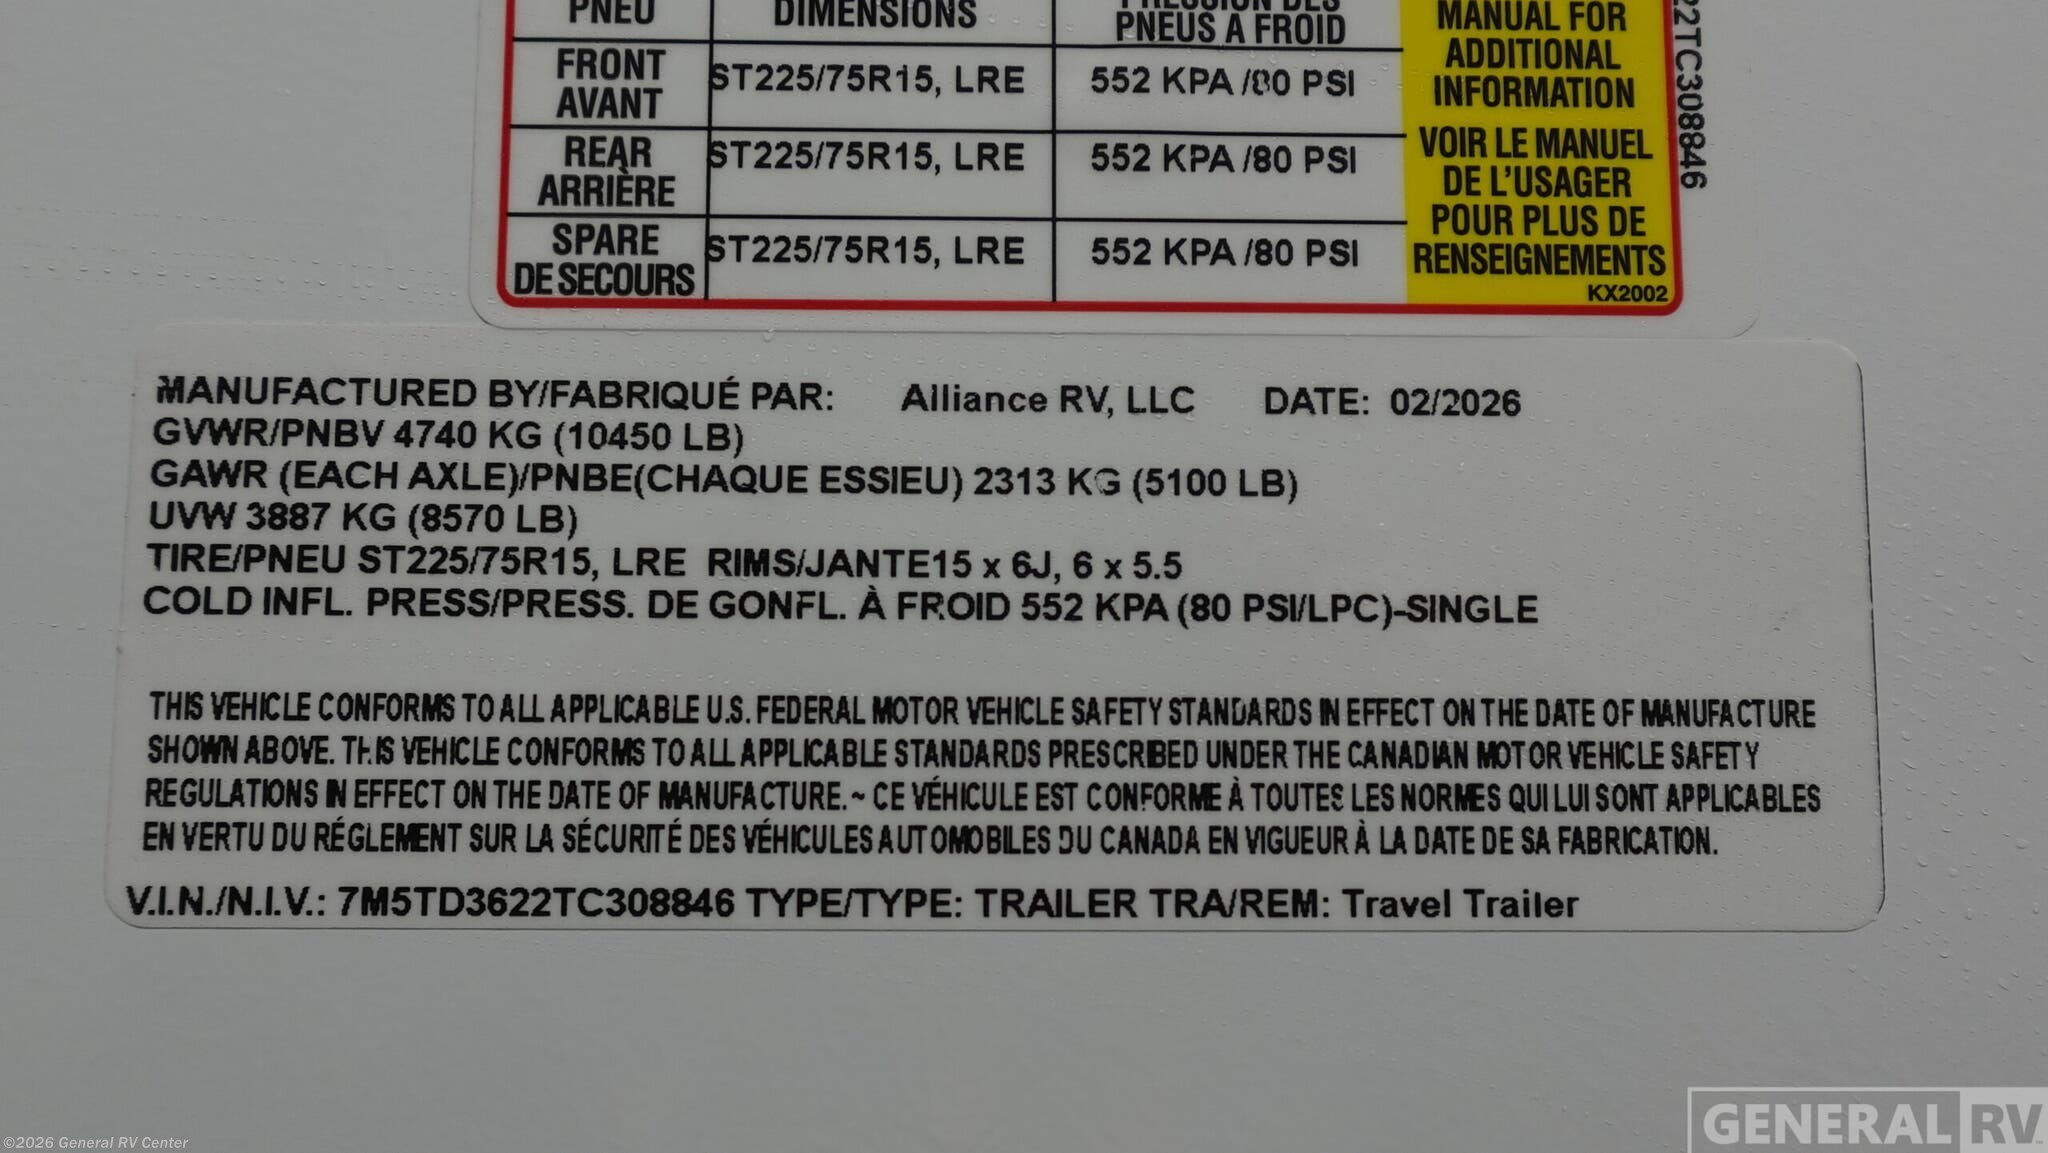 PNEU DIMENSIONS PRESSION DES
PNEUS A FROID
FRONT
AVANT
ST225/75R15, LRE 552 KPA /80 PSI
REAR
ARRIÈRE
ST225/75R15, LRE 552 KPA /80 PSI
SPARE
DE SECOURS
ST225/75R15, LRE 552 KPA /80 PSI
MANUAL FOR
ADDITIONAL
INFORMATION
VOIR LE MANUEL
DE L'USAGER
POUR PLUS DE
RENSEIGNEMENTS
KX2002
22TC308846
MANUFACTURED BY/FABRIQUÉ PAR: Alliance RV, LLC DATE: 02/2026
GVWR/PNBV 4740 KG (10450 LB)
GAWR (EACH AXLE)/PNBE(CHAQUE ESSIEU) 2313 KG (5100 LB)
UVW 3887 KG (8570 LB)
TIRE/PNEU ST225/75R15, LRE RIMS/JANTE15 x 6J, 6 x 5.5
COLD INFL. PRESS/PRESS. DE GONFL. À FROID 552 KPA (80 PSI/LPC)-SINGLE
THIS VEHICLE CONFORMS TO ALL APPLICABLE U.S. FEDERAL MOTOR VEHICLE SAFETY STANDARDS IN EFFECT ON THE DATE OF MANUFACTURE
SHOWN ABOVE. THIS VEHICLE CONFORMS TO ALL APPLICABLE STANDARDS PRESCRIBED UNDER THE CANADIAN MOTOR VEHICLE SAFETY
REGULATIONS IN EFFECT ON THE DATE OF MANUFACTURE. ~ CE VÉHICULE EST CONFORME À TOUTES LES NORMES QUI LUI SONT APPLICABLES
EN VERTU DU RÉGLEMENT SUR LA SÉCURITÉ DES VÉHICULES AUTOMOBILES DU CANADA EN VIGUEUR À LA DATE DE SA FABRICATION.
V.I.N./N.I.V.: 7M5TD3622TC308846 TYPE/TYPE: TRAILER TRA/REM: Travel Trailer
GENERAL RV
©2026 General RV Center